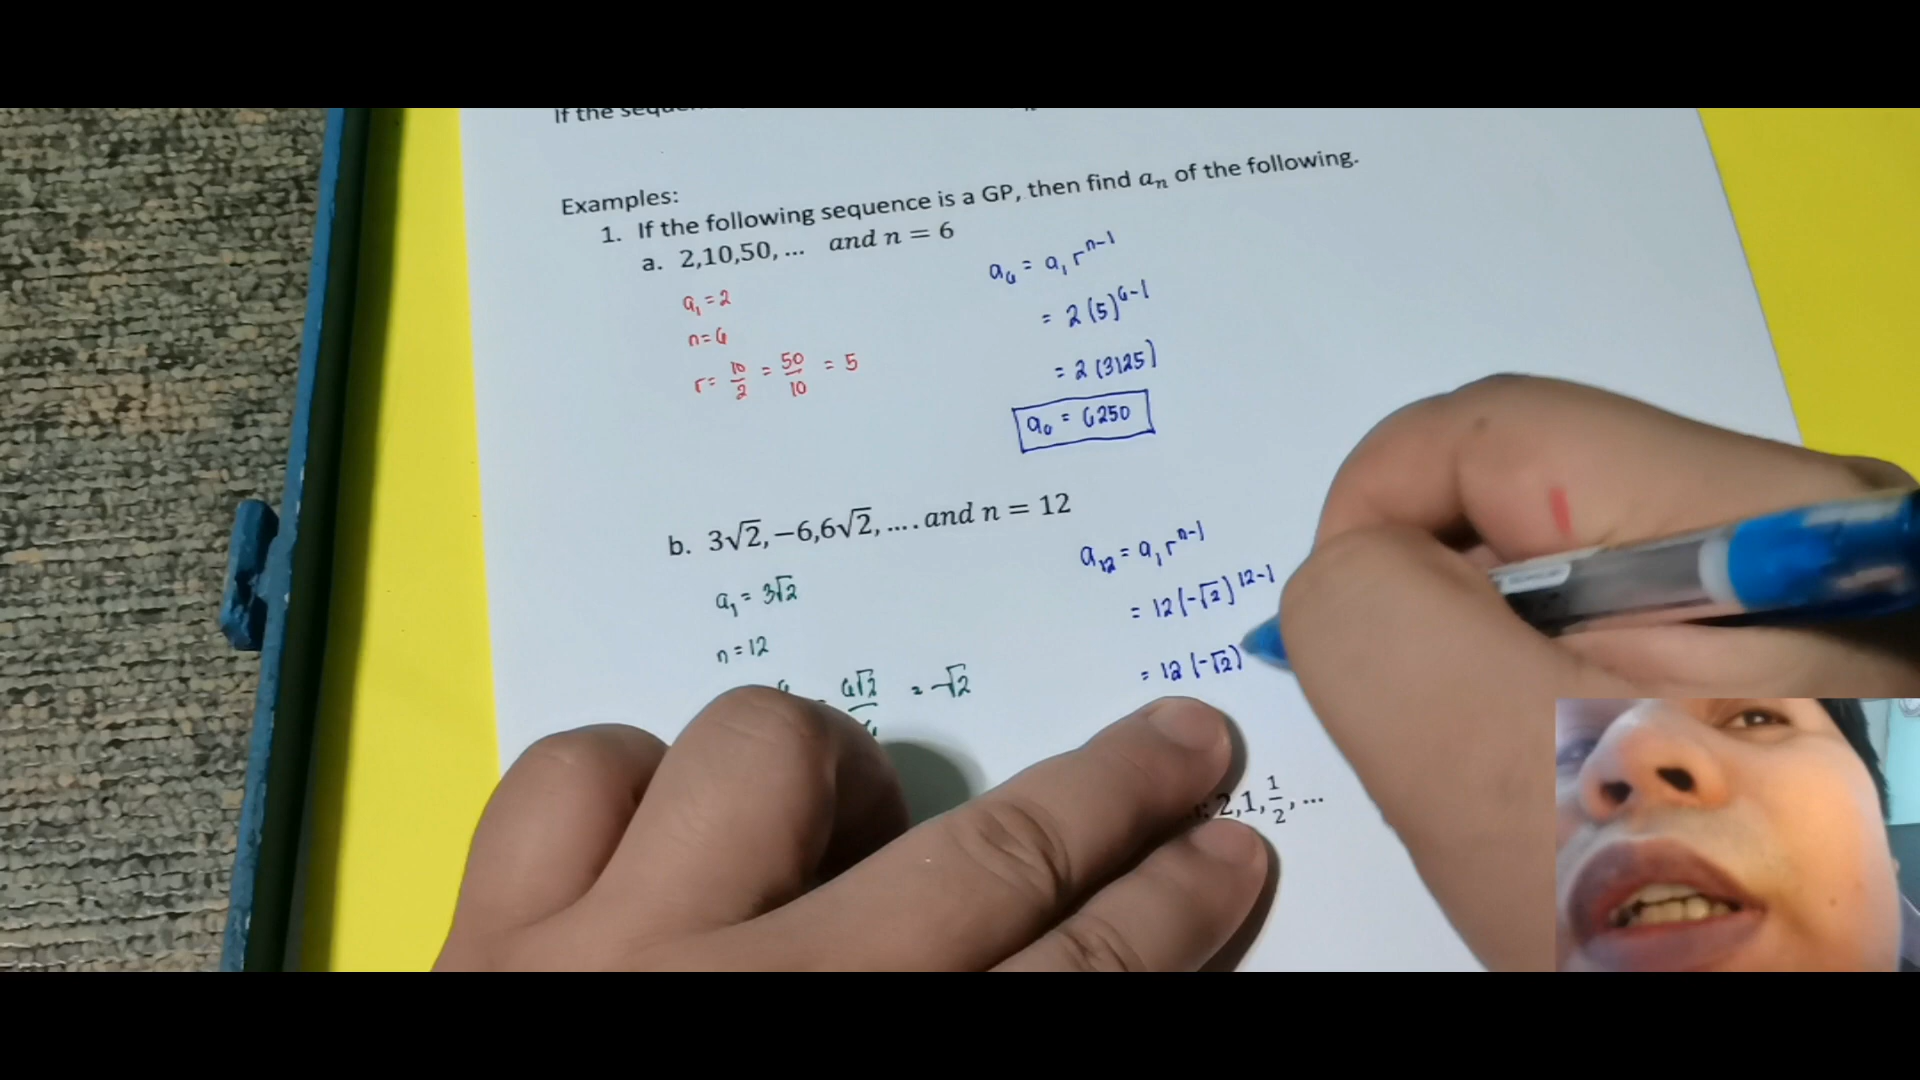 If the
Examples:
1. If the following sequence is a GP, then find aₙ of the following.
a. 2,10,50, ... and n = 6
a₁ = 2
n = 6
r = 10/2 = 50/10 = 5
a₆ = a₁ rⁿ⁻¹
= 2 (5)⁶⁻¹
= 2 (3125)
a₆ = 6250
b. 3√2, −6,6√2, .... and n = 12
a₁ = 3√2
n = 12
6√2 = -√2
a₁₂ = a₁ rⁿ⁻¹
= 12 (-√2)¹²⁻¹
= 12 (-√2)
2,1, 1/2, ...